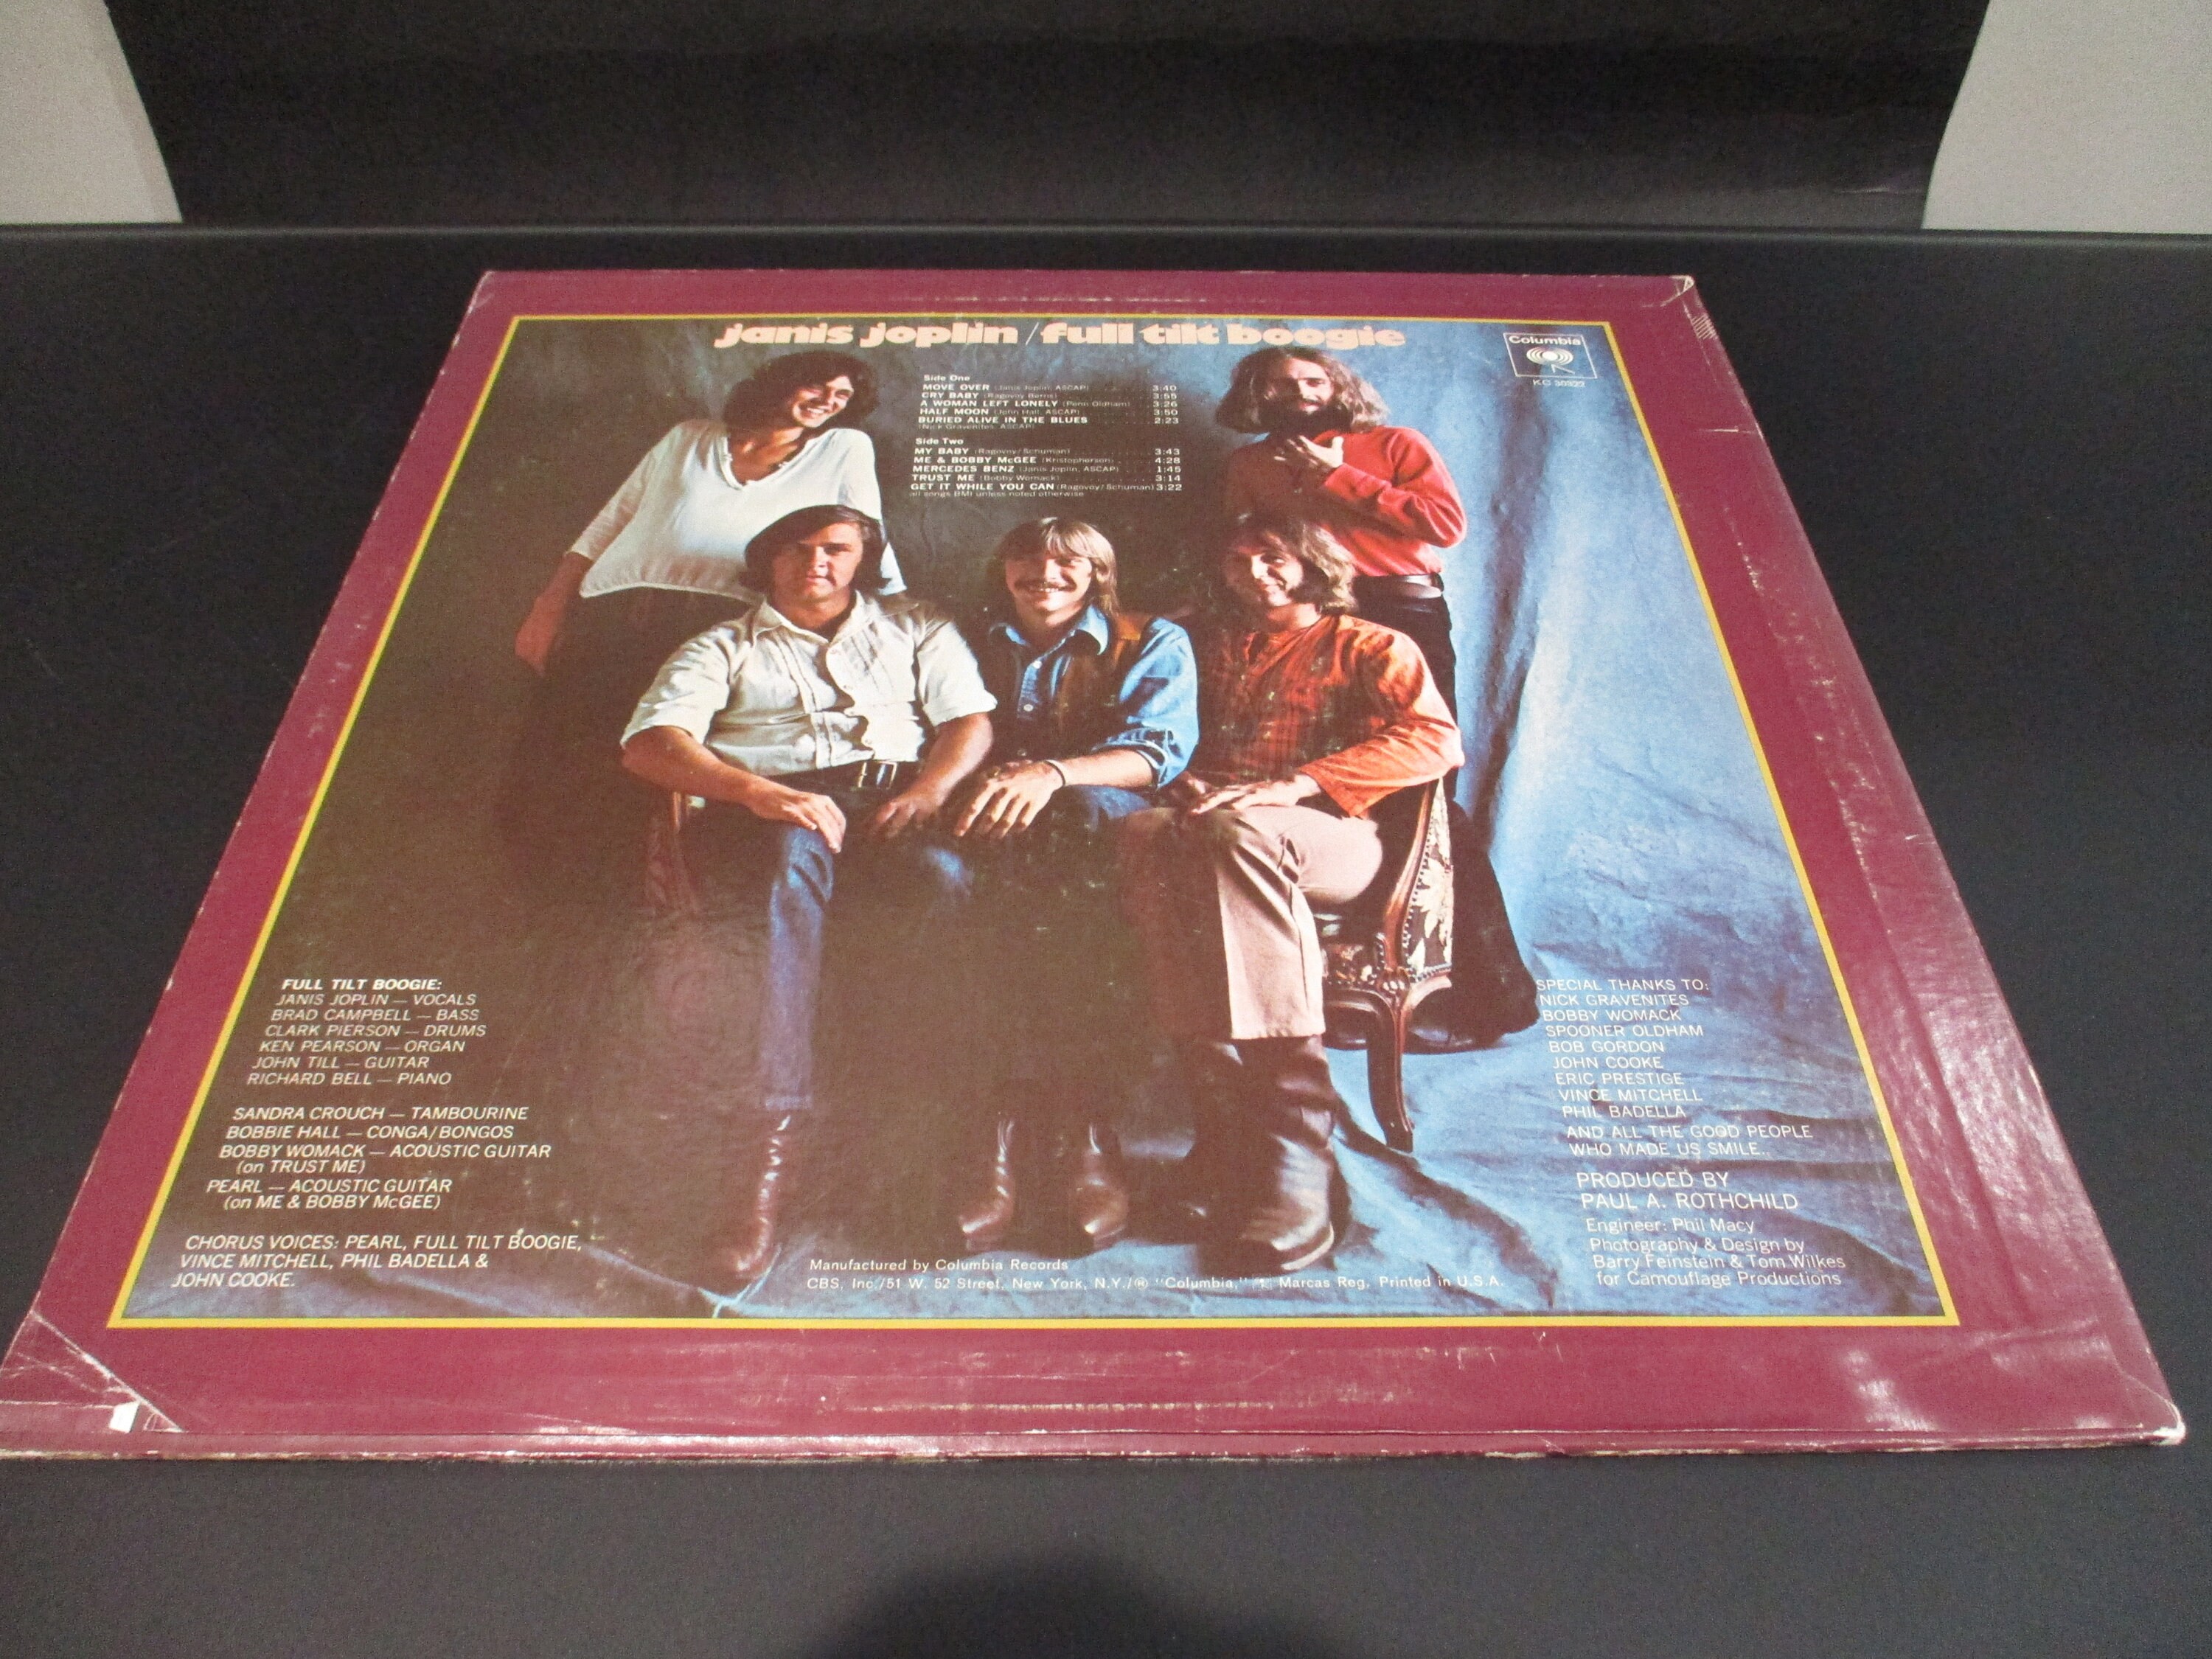 janis joplin / full tilt boogie
Columbia
KC 30322
Side One
MOVE OVER (Janis Joplin, ASCAP) 3:40
CRY BABY (Ragovoy Berns) 3:55
A WOMAN LEFT LONELY (Penn Oldham) 3:26
HALF MOON (John Hall, ASCAP) 3:50
BURIED ALIVE IN THE BLUES 2:23
(Nick Gravenites, ASCAP)
Side Two
MY BABY (Ragovoy/Schuman) 3:43
ME & BOBBY McGEE (Kristopherson) 4:28
MERCEDES BENZ (Janis Joplin, ASCAP) 1:45
TRUST ME (Bobby Womack) 3:14
GET IT WHILE YOU CAN (Ragovoy/Schuman) 3:22
all songs BMI unless noted otherwise
FULL TILT BOOGIE:
JANIS JOPLIN — VOCALS
BRAD CAMPBELL — BASS
CLARK PIERSON — DRUMS
KEN PEARSON — ORGAN
JOHN TILL — GUITAR
RICHARD BELL — PIANO
SANDRA CROUCH — TAMBOURINE
BOBBIE HALL — CONGA/BONGOS
BOBBY WOMACK — ACOUSTIC GUITAR
(on TRUST ME)
PEARL — ACOUSTIC GUITAR
(on ME & BOBBY McGEE)
CHORUS VOICES: PEARL, FULL TILT BOOGIE,
VINCE MITCHELL, PHIL BADELLA &
JOHN COOKE.
SPECIAL THANKS TO:
NICK GRAVENITES
BOBBY WOMACK
SPOONER OLDHAM
BOB GORDON
JOHN COOKE
ERIC PRESTIGE
VINCE MITCHELL
PHIL BADELLA
AND ALL THE GOOD PEOPLE
WHO MADE US SMILE..
PRODUCED BY
PAUL A. ROTHCHILD
Engineer: Phil Macy
Photography & Design by
Barry Feinstein & Tom Wilkes
for Camouflage Productions
Manufactured by Columbia Records
CBS, Inc./51 W. 52 Street, New York, N.Y./® "Columbia," Marcas Reg. Printed in U.S.A.